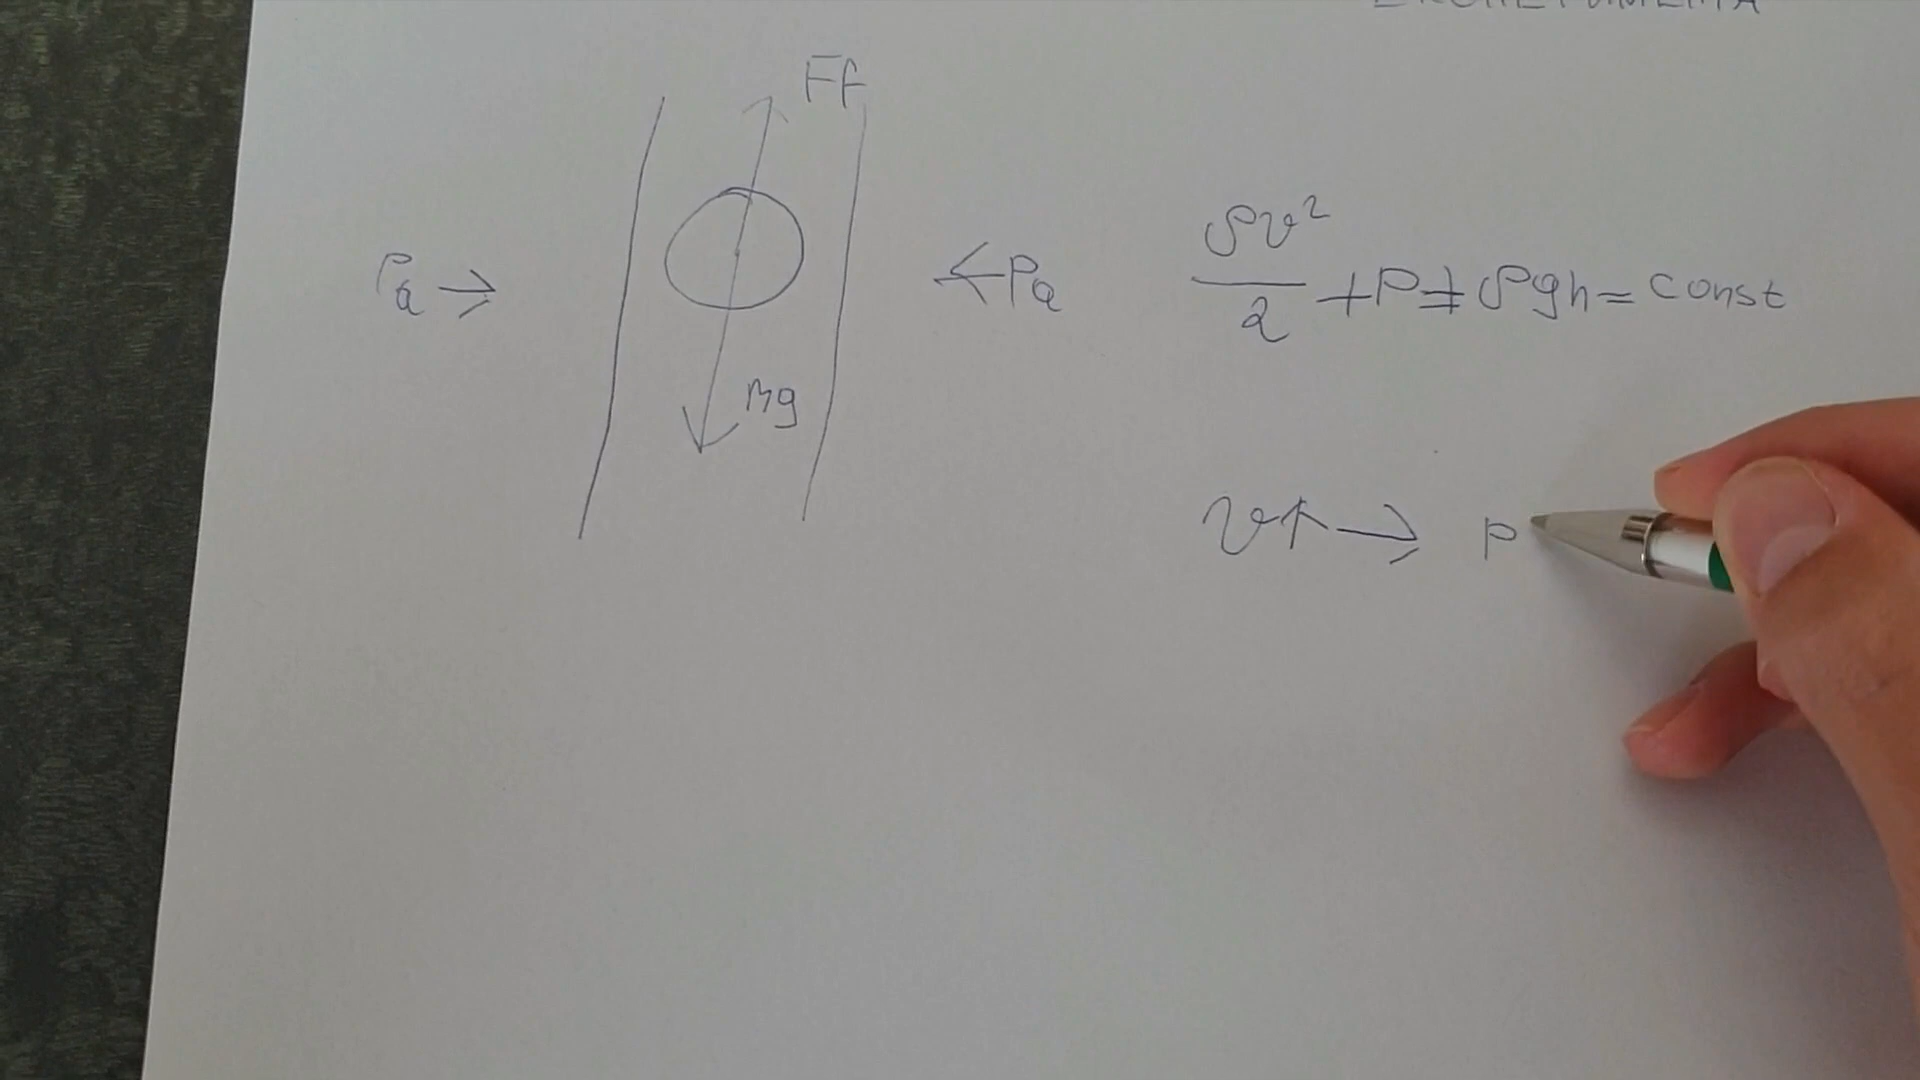 Ff
Pa → ← Pa
mg
ρv²/2 + P + ρgh = const
v↑ → p